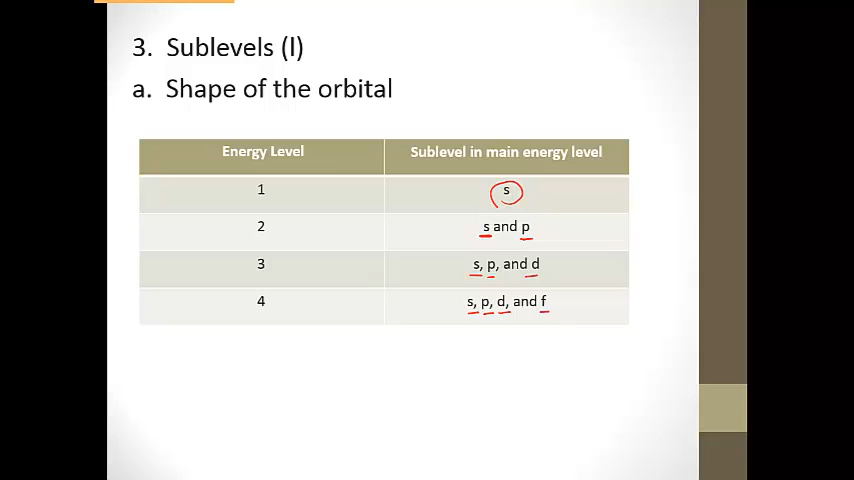 3. Sublevels (l)
a. Shape of the orbital
Energy Level Sublevel in main energy level
1 s
2 s and p
3 s, p, and d
4 s, p, d, and f